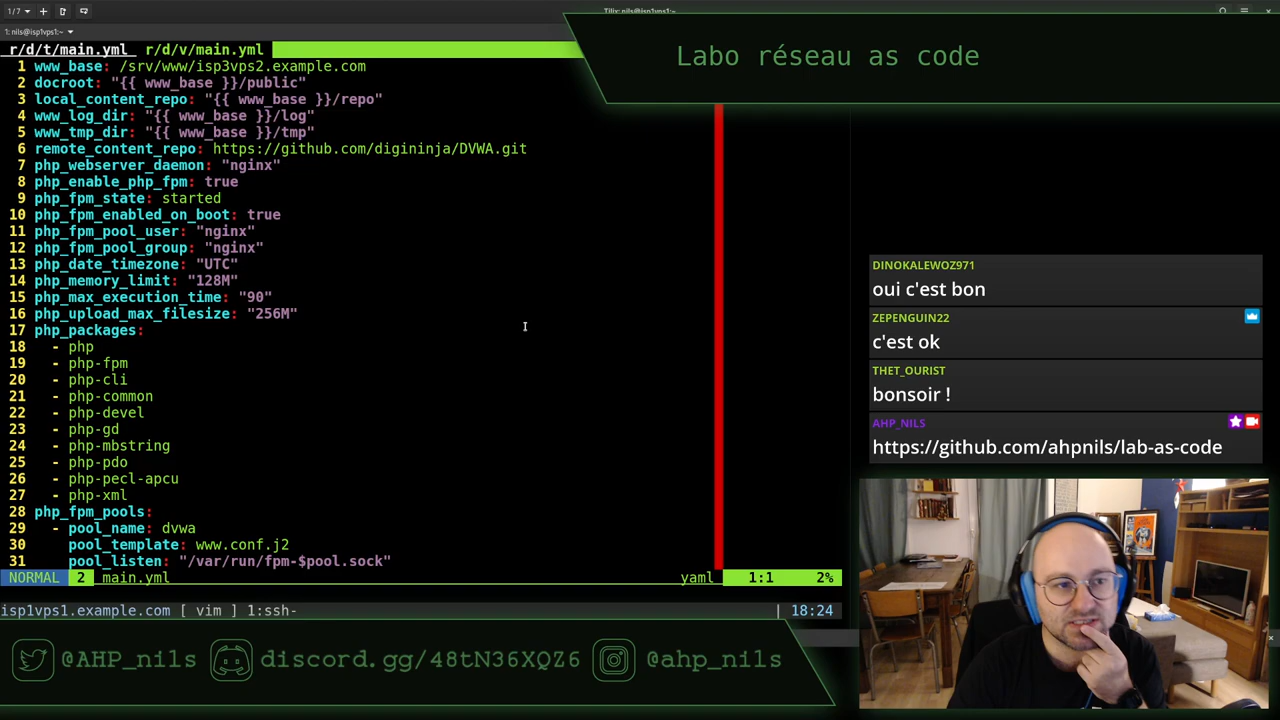 1/7
Tilix: nils@isp1vps1:~
1: nils@isp1vps1:~
r/d/t/main.yml r/d/v/main.yml
1 www_base: /srv/www/isp3vps2.example.com
2 docroot: "{{ www_base }}/public"
3 local_content_repo: "{{ www_base }}/repo"
4 www_log_dir: "{{ www_base }}/log"
5 www_tmp_dir: "{{ www_base }}/tmp"
6 remote_content_repo: https://github.com/digininja/DVWA.git
7 php_webserver_daemon: "nginx"
8 php_enable_php_fpm: true
9 php_fpm_state: started
10 php_fpm_enabled_on_boot: true
11 php_fpm_pool_user: "nginx"
12 php_fpm_pool_group: "nginx"
13 php_date_timezone: "UTC"
14 php_memory_limit: "128M"
15 php_max_execution_time: "90"
16 php_upload_max_filesize: "256M"
17 php_packages:
18 - php
19 - php-fpm
20 - php-cli
21 - php-common
22 - php-devel
23 - php-gd
24 - php-mbstring
25 - php-pdo
26 - php-pecl-apcu
27 - php-xml
28 php_fpm_pools:
29 - pool_name: dvwa
30 pool_template: www.conf.j2
31 pool_listen: "/var/run/fpm-$pool.sock"
NORMAL 2 main.yml yaml 1:1 2%
isp1vps1.example.com [ vim ] 1:ssh- | 18:24
Labo réseau as code
DINOKALEWOZ971
oui c'est bon
ZEPENGUIN22
c'est ok
THET_OURIST
bonsoir !
AHP_NILS
https://github.com/ahpnils/lab-as-code
@AHP_nils discord.gg/48tN36XQZ6 @ahp_nils